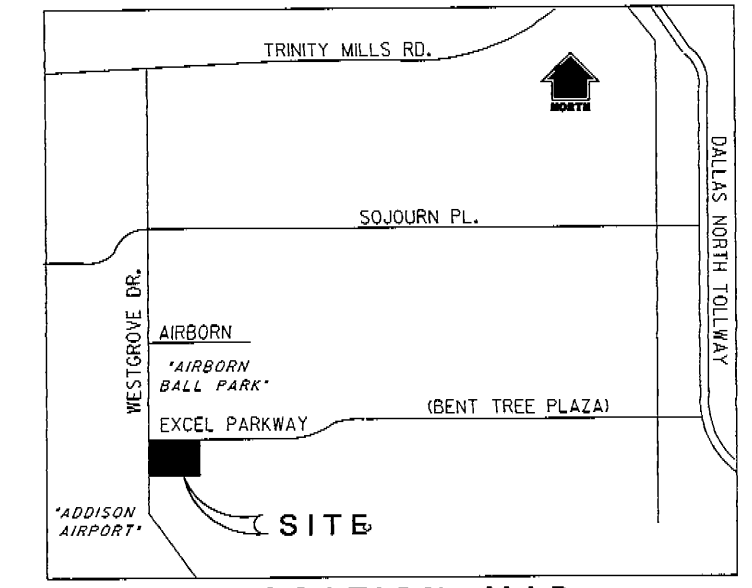 TRINITY MILLS RD.
NORTH
DALLAS NORTH TOLLWAY
SOJOURN PL.
WESTGROVE DR.
AIRBORN
"AIRBORN
BALL PARK"
(BENT TREE PLAZA)
EXCEL PARKWAY
"ADDISON
AIRPORT"
SITE